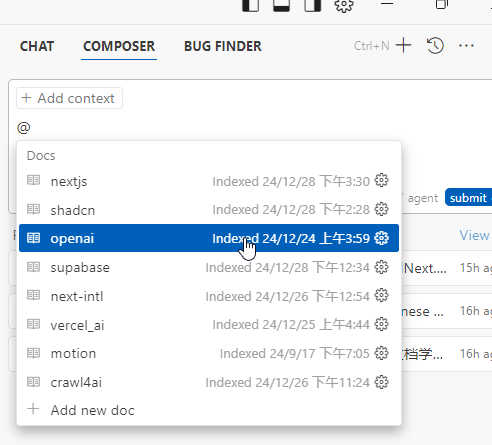 CHAT COMPOSER BUG FINDER Ctrl+N
+ Add context
@
Docs
nextjs Indexed 24/12/28 下午3:30
shadcn Indexed 24/12/28 下午2:28
agent submit
openai Indexed 24/12/24 上午3:59
View
supabase Indexed 24/12/28 下午12:34
Next.... 15h ag
next-intl Indexed 24/12/26 下午12:54
nese ... 16h ag
vercel_ai Indexed 24/12/25 上午4:44
motion Indexed 24/9/17 下午7:05
档学... 16h ag
crawl4ai Indexed 24/12/26 下午11:24
+ Add new doc